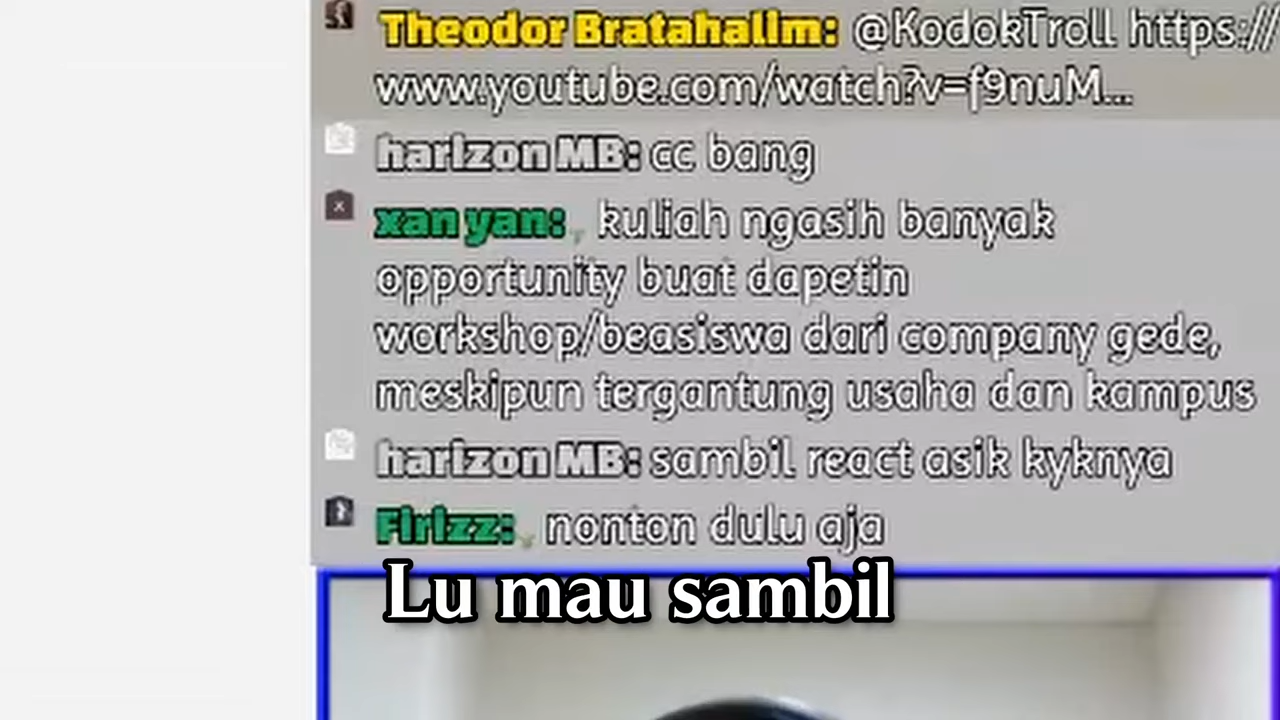 Theodor Bratahalim: @KodokTroll https://
www.youtube.com/watch?v=f9nuM...
harizon MB: cc bang
xan yan: kuliah ngasih banyak
opportunity buat dapetin
workshop/beasiswa dari company gede,
meskipun tergantung usaha dan kampus
harizon MB: sambil react asik kyknya
Firizz: nonton dulu aja
Lu mau sambil